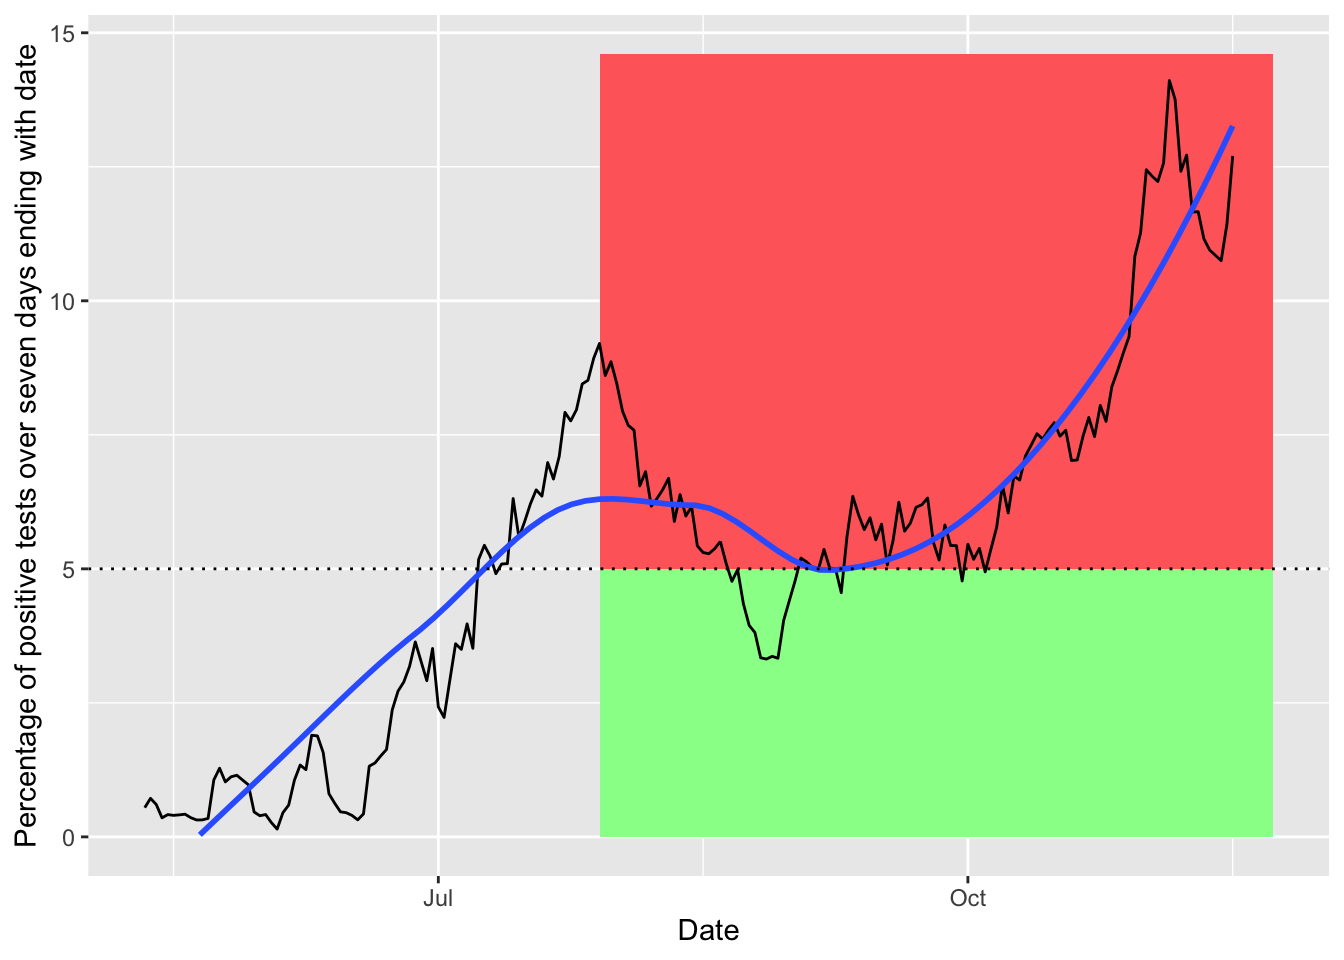 Percentage of positive tests over seven days ending with date
15
10
5
0
Jul
Oct
Date